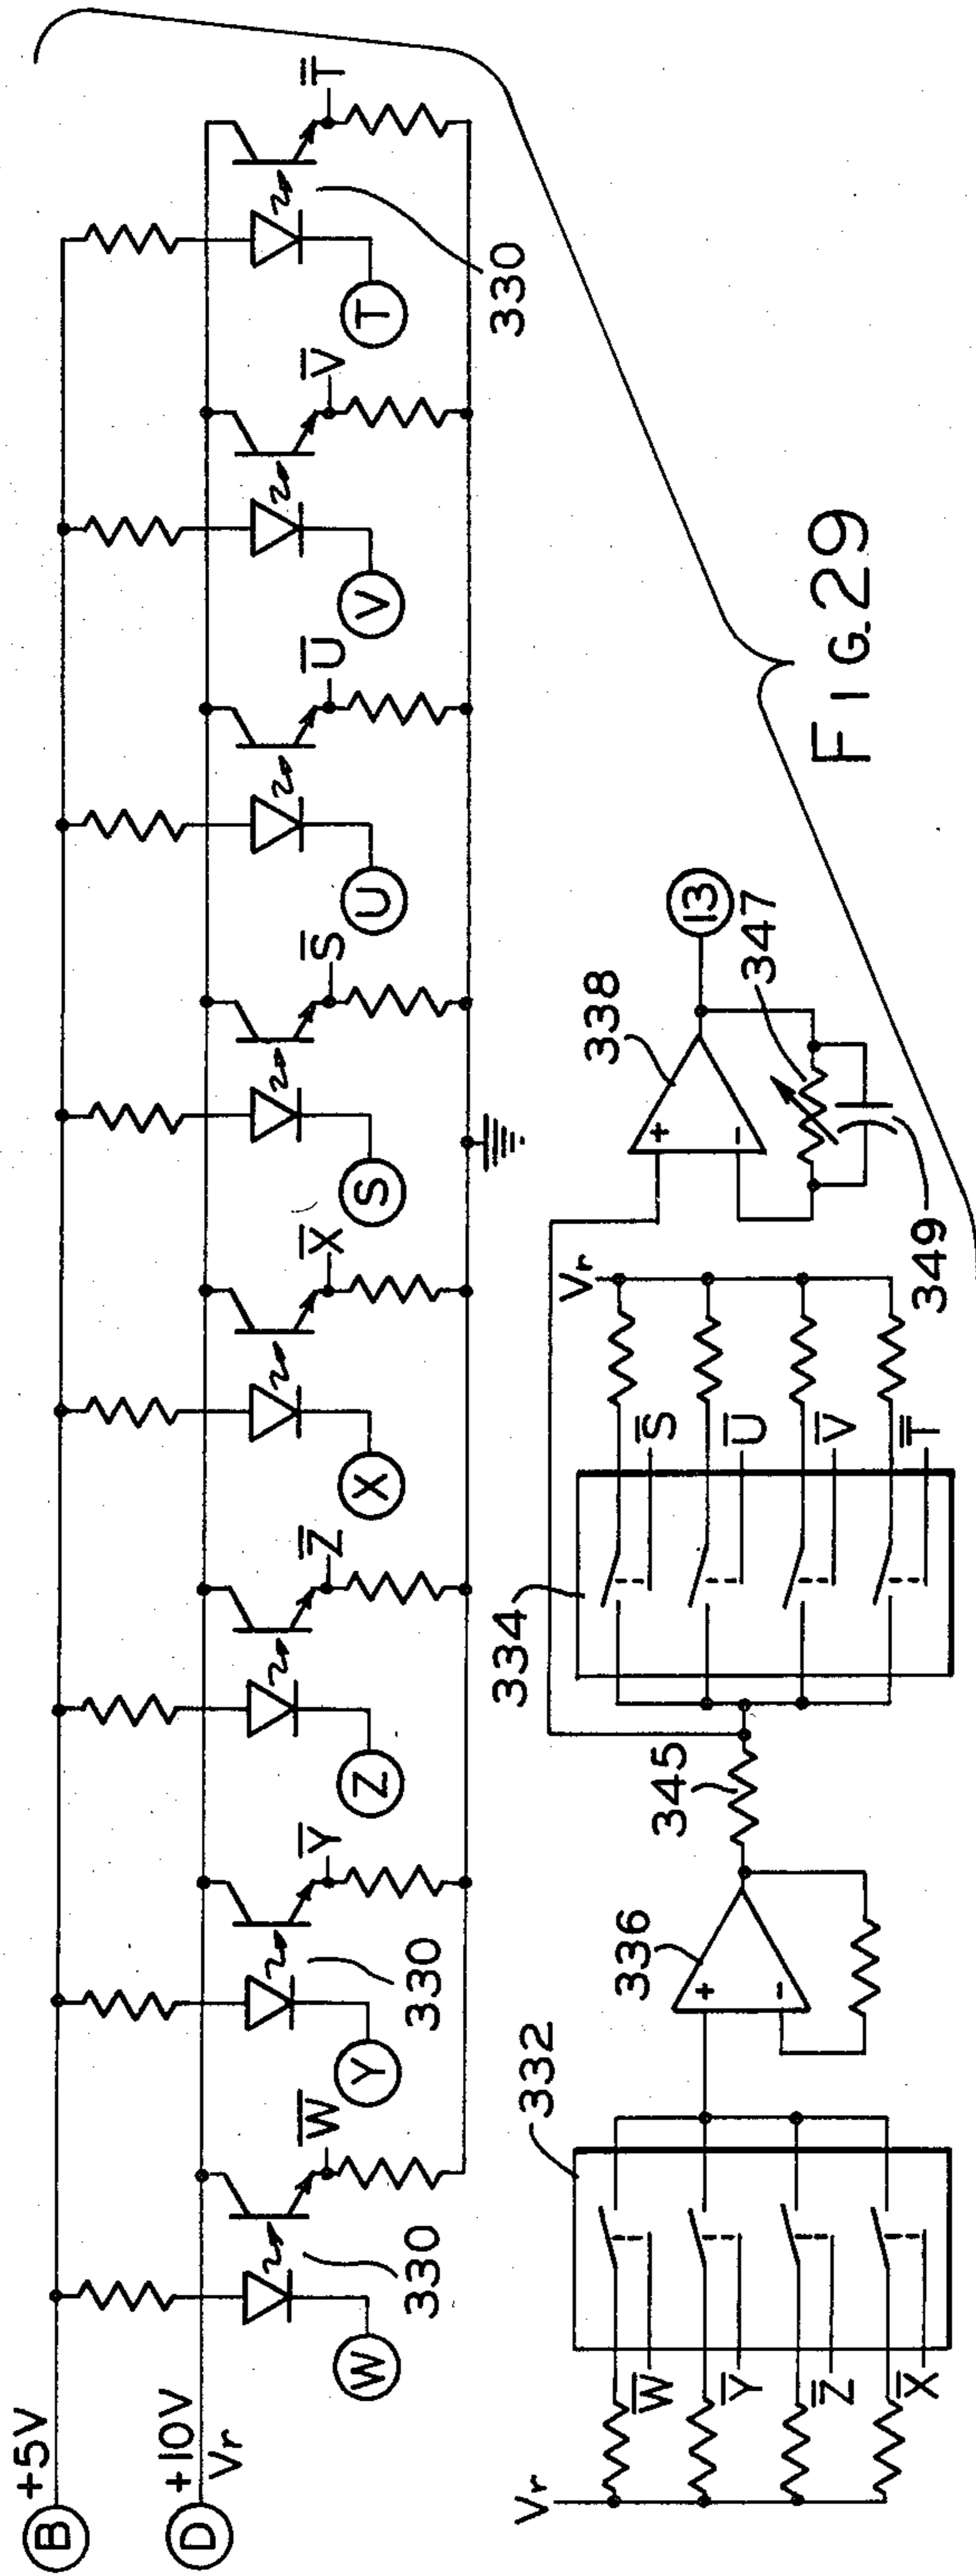 B +5V
D +10V
Vr
W̅ Y̅ Z̅ X̅ S̅ U̅ V̅ T̅
W Y Z X S U V T
330 330 330
332 336 345 334 338
Vr
W̅
Y̅
Z̅
X̅
+
-
Vr
S̅
U̅
V̅
T̅
+
-
13
347
349
FIG. 29